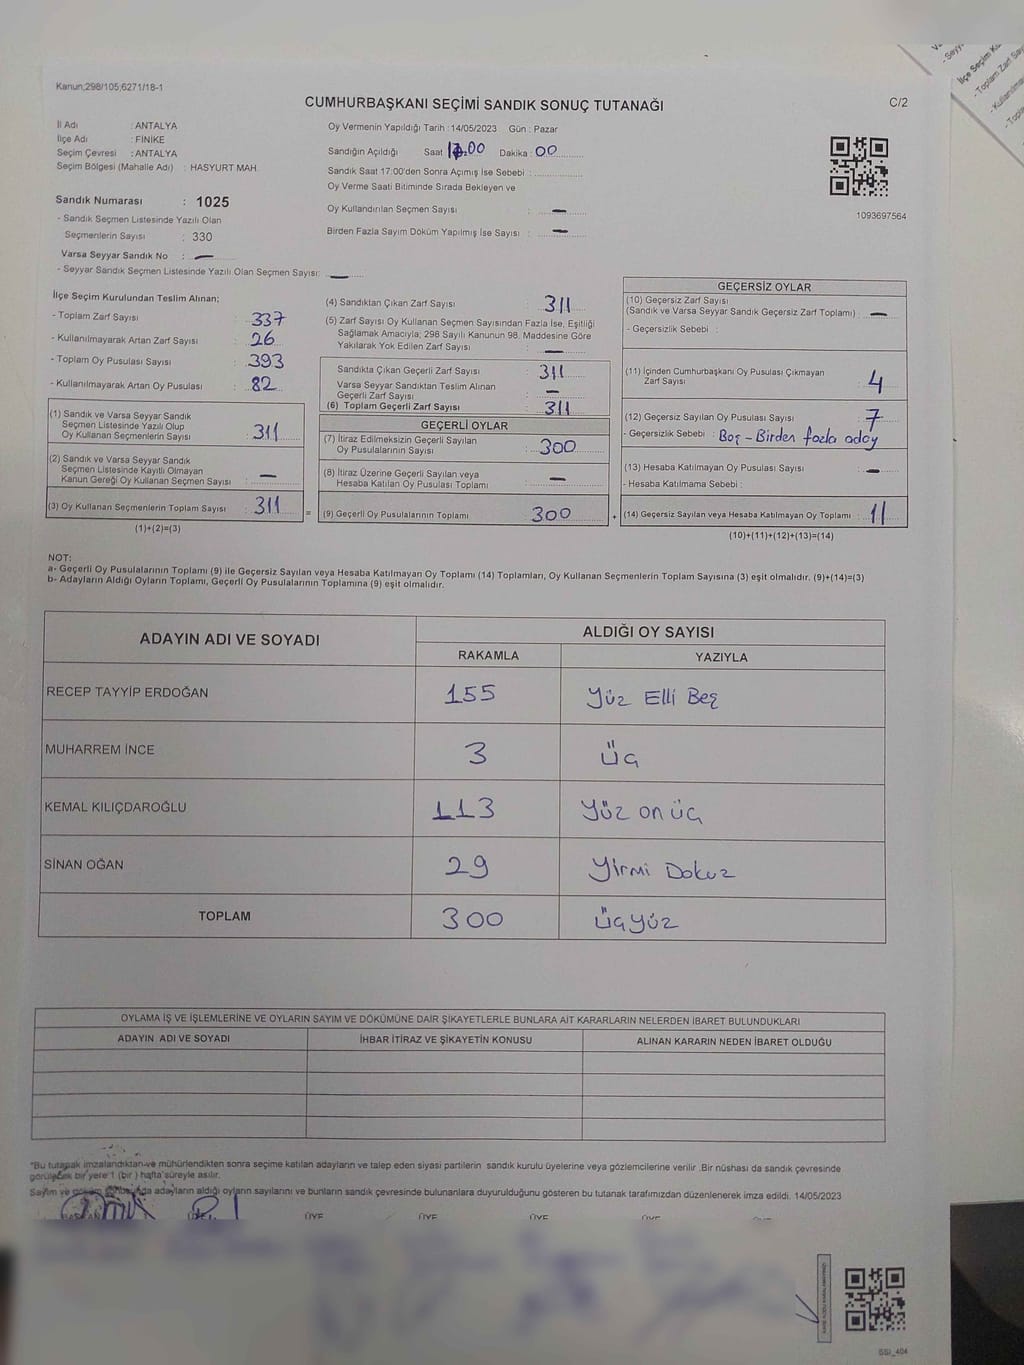 Kanun;298/105;6271/18-1
CUMHURBAŞKANI SEÇİMİ SANDIK SONUÇ TUTANAĞI
C/2
İl Adı : ANTALYA
İlçe Adı : FİNİKE
Seçim Çevresi : ANTALYA
Seçim Bölgesi (Mahalle Adı) : HASYURT MAH.
Sandık Numarası : 1025
- Sandık Seçmen Listesinde Yazılı Olan
Seçmenlerin Sayısı : 330
Varsa Seyyar Sandık No : —
- Seyyar Sandık Seçmen Listesinde Yazılı Olan Seçmen Sayısı: —
Oy Vermenin Yapıldığı Tarih : 14/05/2023 Gün : Pazar
Sandığın Açıldığı Saat Dakika : 00
Sandık Saat 17:00'den Sonra Açımış İse Sebebi :
Oy Verme Saati Bitiminde Sırada Bekleyen ve
Oy Kullandırılan Seçmen Sayısı : —
Birden Fazla Sayım Döküm Yapılmış İse Sayısı : —
1093697564
İlçe Seçim Kurulundan Teslim Alınan;
- Toplam Zarf Sayısı : 337
- Kullanılmayarak Artan Zarf Sayısı : 26
- Toplam Oy Pusulası Sayısı : 393
- Kullanılmayarak Artan Oy Pusulası : 82
(1) Sandık ve Varsa Seyyar Sandık
Seçmen Listesinde Yazılı Olup
Oy Kullanan Seçmenlerin Sayısı : 311
(2) Sandık ve Varsa Seyyar Sandık
Seçmen Listesinde Kayıtlı Olmayan
Kanun Gereği Oy Kullanan Seçmen Sayısı : —
(3) Oy Kullanan Seçmenlerin Toplam Sayısı : 311
(1)+(2)=(3)
(4) Sandıktan Çıkan Zarf Sayısı : 311
(5) Zarf Sayısı Oy Kullanan Seçmen Sayısından Fazla İse, Eşitliği
Sağlamak Amacıyla; 298 Sayılı Kanunun 98. Maddesine Göre
Yakılarak Yok Edilen Zarf Sayısı : —
Sandıkta Çıkan Geçerli Zarf Sayısı : 311
Varsa Seyyar Sandıktan Teslim Alınan
Geçerli Zarf Sayısı : —
(6) Toplam Geçerli Zarf Sayısı : 311
GEÇERLİ OYLAR
(7) İtiraz Edilmeksizin Geçerli Sayılan
Oy Pusulalarının Sayısı : 300
(8) İtiraz Üzerine Geçerli Sayılan veya
Hesaba Katılan Oy Pusulası Toplamı : —
= (9) Geçerli Oy Pusulalarının Toplamı : 300
GEÇERSİZ OYLAR
(10) Geçersiz Zarf Sayısı
(Sandık ve Varsa Seyyar Sandık Geçersiz Zarf Toplamı) : —
- Geçersizlik Sebebi :
(11) İçinden Cumhurbaşkanı Oy Pusulası Çıkmayan
Zarf Sayısı : 4
(12) Geçersiz Sayılan Oy Pusulası Sayısı : 7
- Geçersizlik Sebebi : Boş - Birden fazla aday
(13) Hesaba Katılmayan Oy Pusulası Sayısı : —
- Hesaba Katılmama Sebebi :
+ (14) Geçersiz Sayılan veya Hesaba Katılmayan Oy Toplamı : 11
(10)+(11)+(12)+(13)=(14)
NOT:
a- Geçerli Oy Pusulalarının Toplamı (9) ile Geçersiz Sayılan veya Hesaba Katılmayan Oy Toplamı (14) Toplamları, Oy Kullanan Seçmenlerin Toplam Sayısına (3) eşit olmalıdır. (9)+(14)=(3)
b- Adayların Aldığı Oyların Toplamı, Geçerli Oy Pusulalarının Toplamına (9) eşit olmalıdır.
ADAYIN ADI VE SOYADI ALDIĞI OY SAYISI
RAKAMLA YAZIYLA
RECEP TAYYİP ERDOĞAN 155 Yüz Elli Beş
MUHARREM İNCE 3 üç
KEMAL KILIÇDAROĞLU 113 Yüz on üç
SİNAN OĞAN 29 Yirmi Dokuz
TOPLAM 300 üçyüz
OYLAMA İŞ VE İŞLEMLERİNE VE OYLARIN SAYIM VE DÖKÜMÜNE DAİR ŞİKAYETLERLE BUNLARA AİT KARARLARIN NELERDEN İBARET BULUNDUKLARI
ADAYIN ADI VE SOYADI İHBAR İTİRAZ VE ŞİKAYETİN KONUSU ALINAN KARARIN NEDEN İBARET OLDUĞU
"Bu tutanak imzalandıktan ve mühürlendikten sonra seçime katılan adayların ve talep eden siyasi partilerin sandık kurulu üyelerine veya gözlemcilerine verilir .Bir nüshası da sandık çevresinde
görülecek bir yere 1 (bir ) hafta süreyle asılır.
Sayım ve döküm adayların aldığı oyların sayılarını ve bunların sandık çevresinde bulunanlara duyurulduğunu gösteren bu tutanak tarafımızdan düzenlenerek imza edildi. 14/05/2023
ÜYE ÜYE ÜYE ÜYE
SSI_404